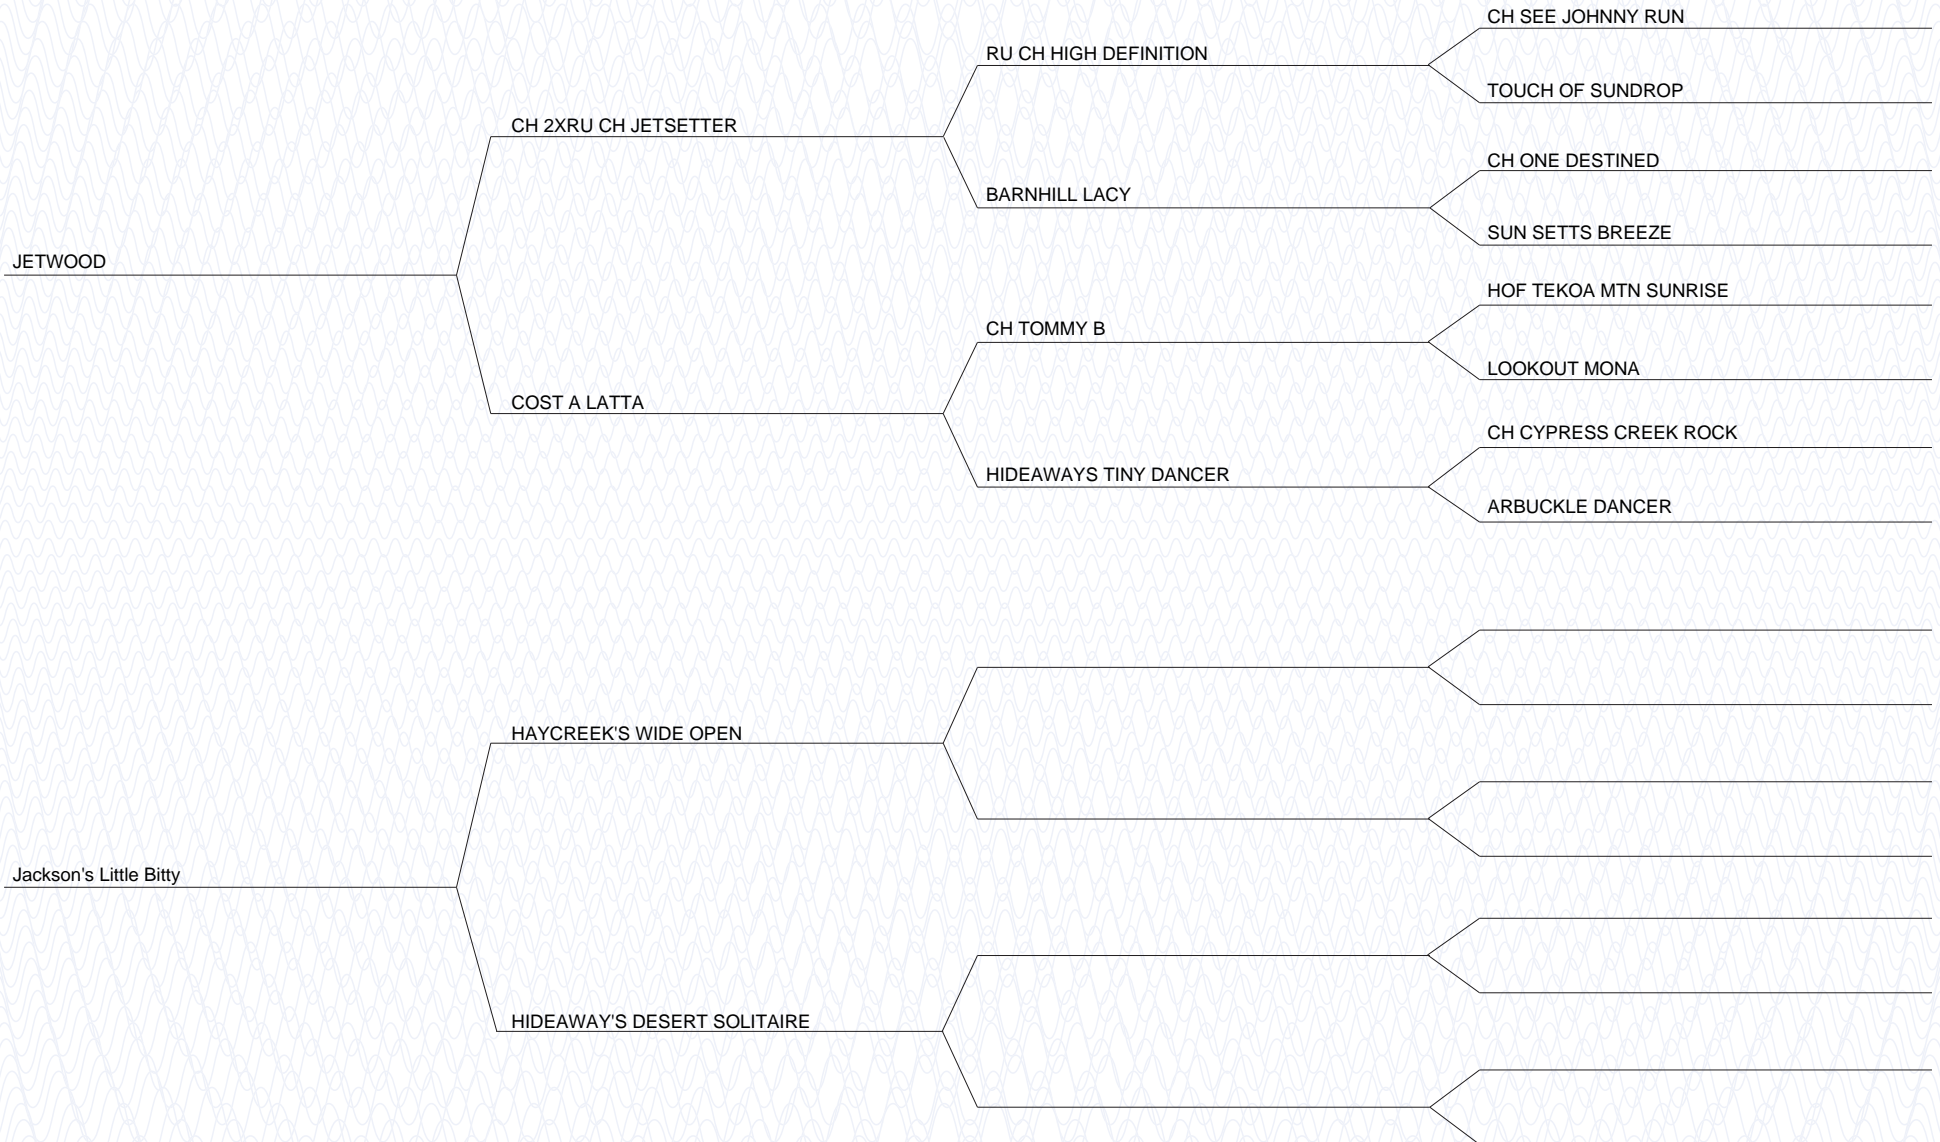 CH SEE JOHNNY RUN
RU CH HIGH DEFINITION
TOUCH OF SUNDROP
CH 2XRU CH JETSETTER
CH ONE DESTINED
BARNHILL LACY
SUN SETTS BREEZE
JETWOOD
HOF TEKOA MTN SUNRISE
CH TOMMY B
LOOKOUT MONA
COST A LATTA
CH CYPRESS CREEK ROCK
HIDEAWAYS TINY DANCER
ARBUCKLE DANCER
HAYCREEK'S WIDE OPEN
Jackson's Little Bitty
HIDEAWAY'S DESERT SOLITAIRE